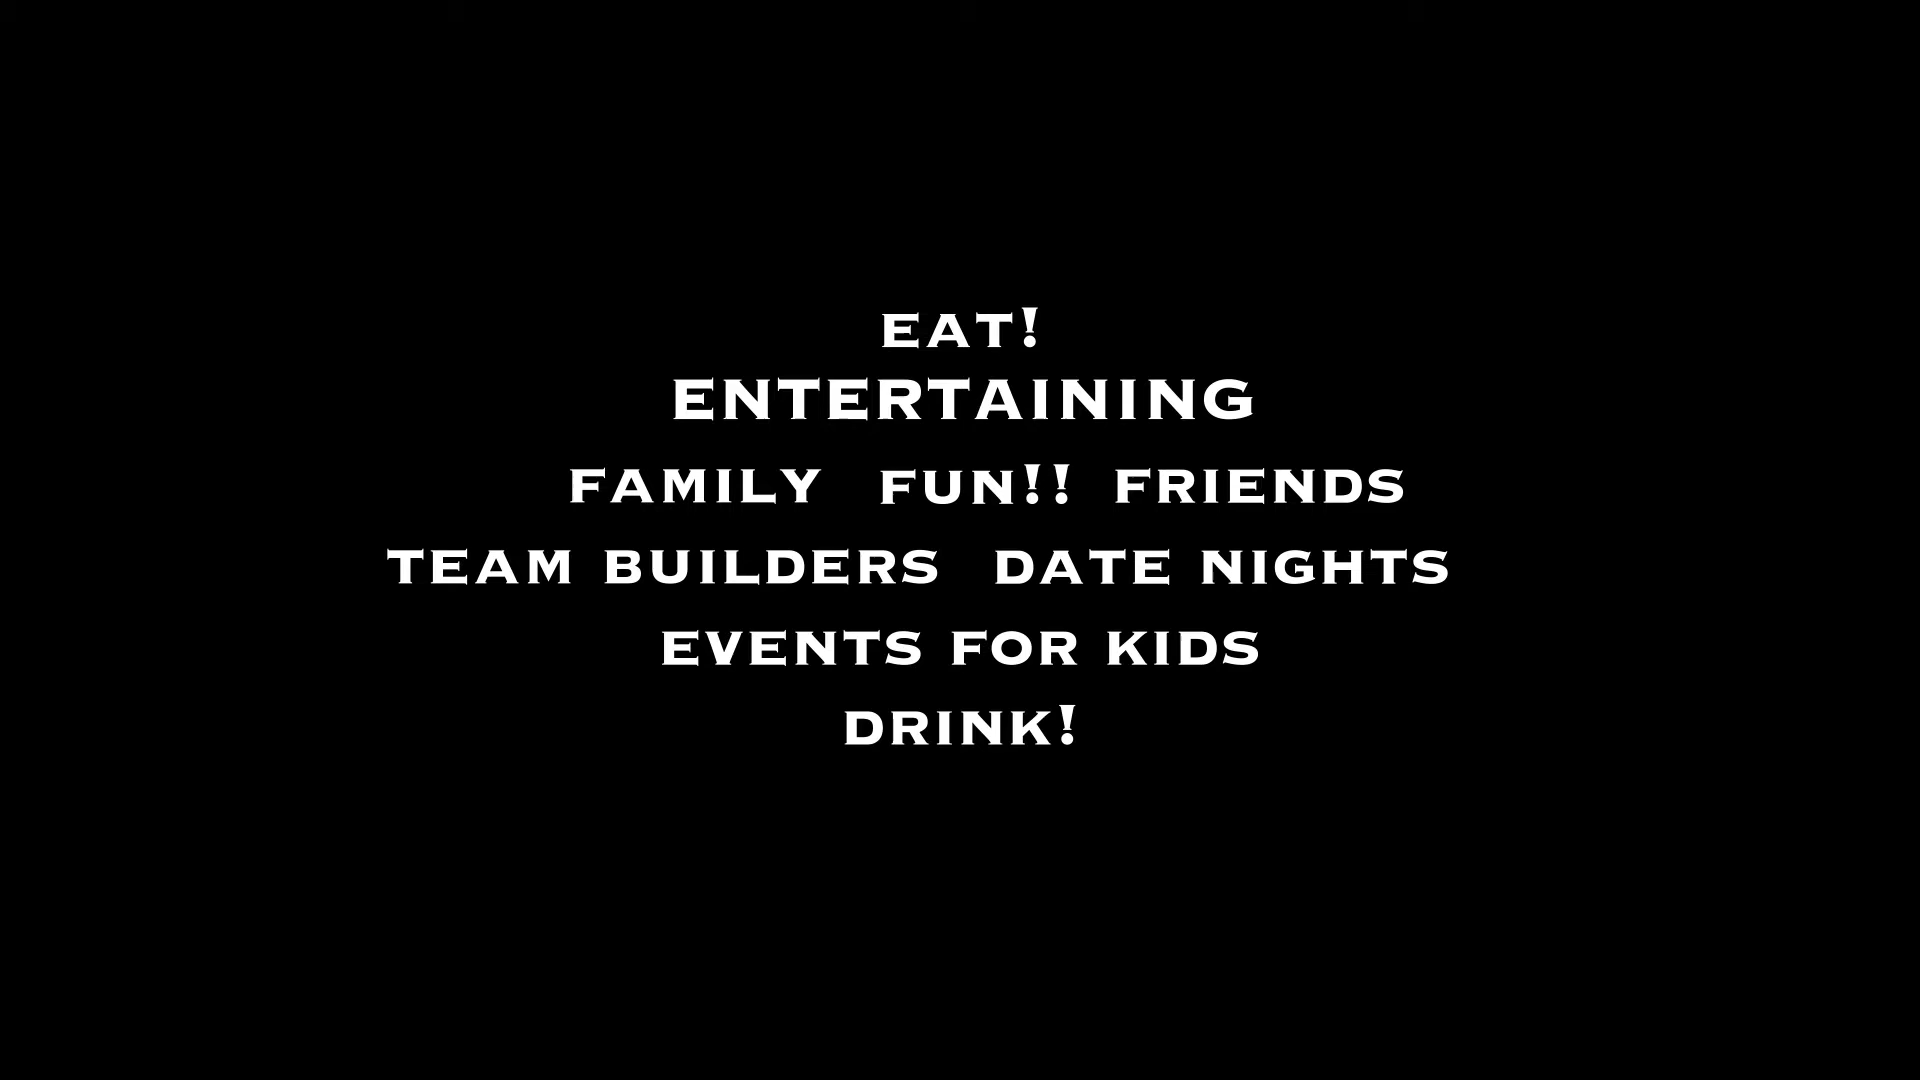 EAT!
ENTERTAINING
FAMILY FUN!! FRIENDS
TEAM BUILDERS DATE NIGHTS
EVENTS FOR KIDS
DRINK!